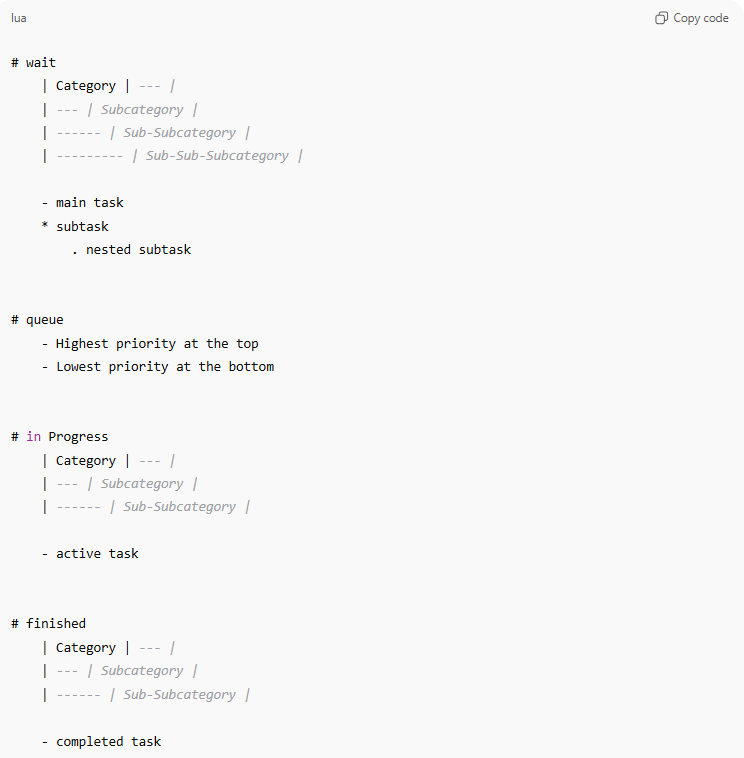 lua
Copy code
# wait
| Category | --- |
| --- | Subcategory |
| ------ | Sub-Subcategory |
| --------- | Sub-Sub-Subcategory |
- main task
* subtask
. nested subtask
# queue
- Highest priority at the top
- Lowest priority at the bottom
# in Progress
| Category | --- |
| --- | Subcategory |
| ------ | Sub-Subcategory |
- active task
# finished
| Category | --- |
| --- | Subcategory |
| ------ | Sub-Subcategory |
- completed task